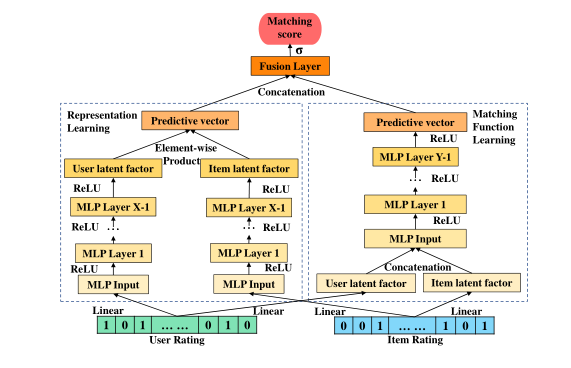 Matching
score
σ
Fusion Layer
Concatenation
Representation
Learning
Predictive vector
Element-wise
Product
User latent factor
Item latent factor
ReLU
ReLU
MLP Layer X-1
MLP Layer X-1
ReLU
...
ReLU
...
MLP Layer 1
MLP Layer 1
ReLU
ReLU
MLP Input
MLP Input
Matching
Function
Learning
Predictive vector
ReLU
MLP Layer Y-1
...
ReLU
MLP Layer 1
ReLU
MLP Input
Concatenation
User latent factor
Item latent factor
Linear
Linear
Linear
Linear
1 0 1 ... ... 0 1 0
0 0 1 ... ... 1 0 1
User Rating
Item Rating